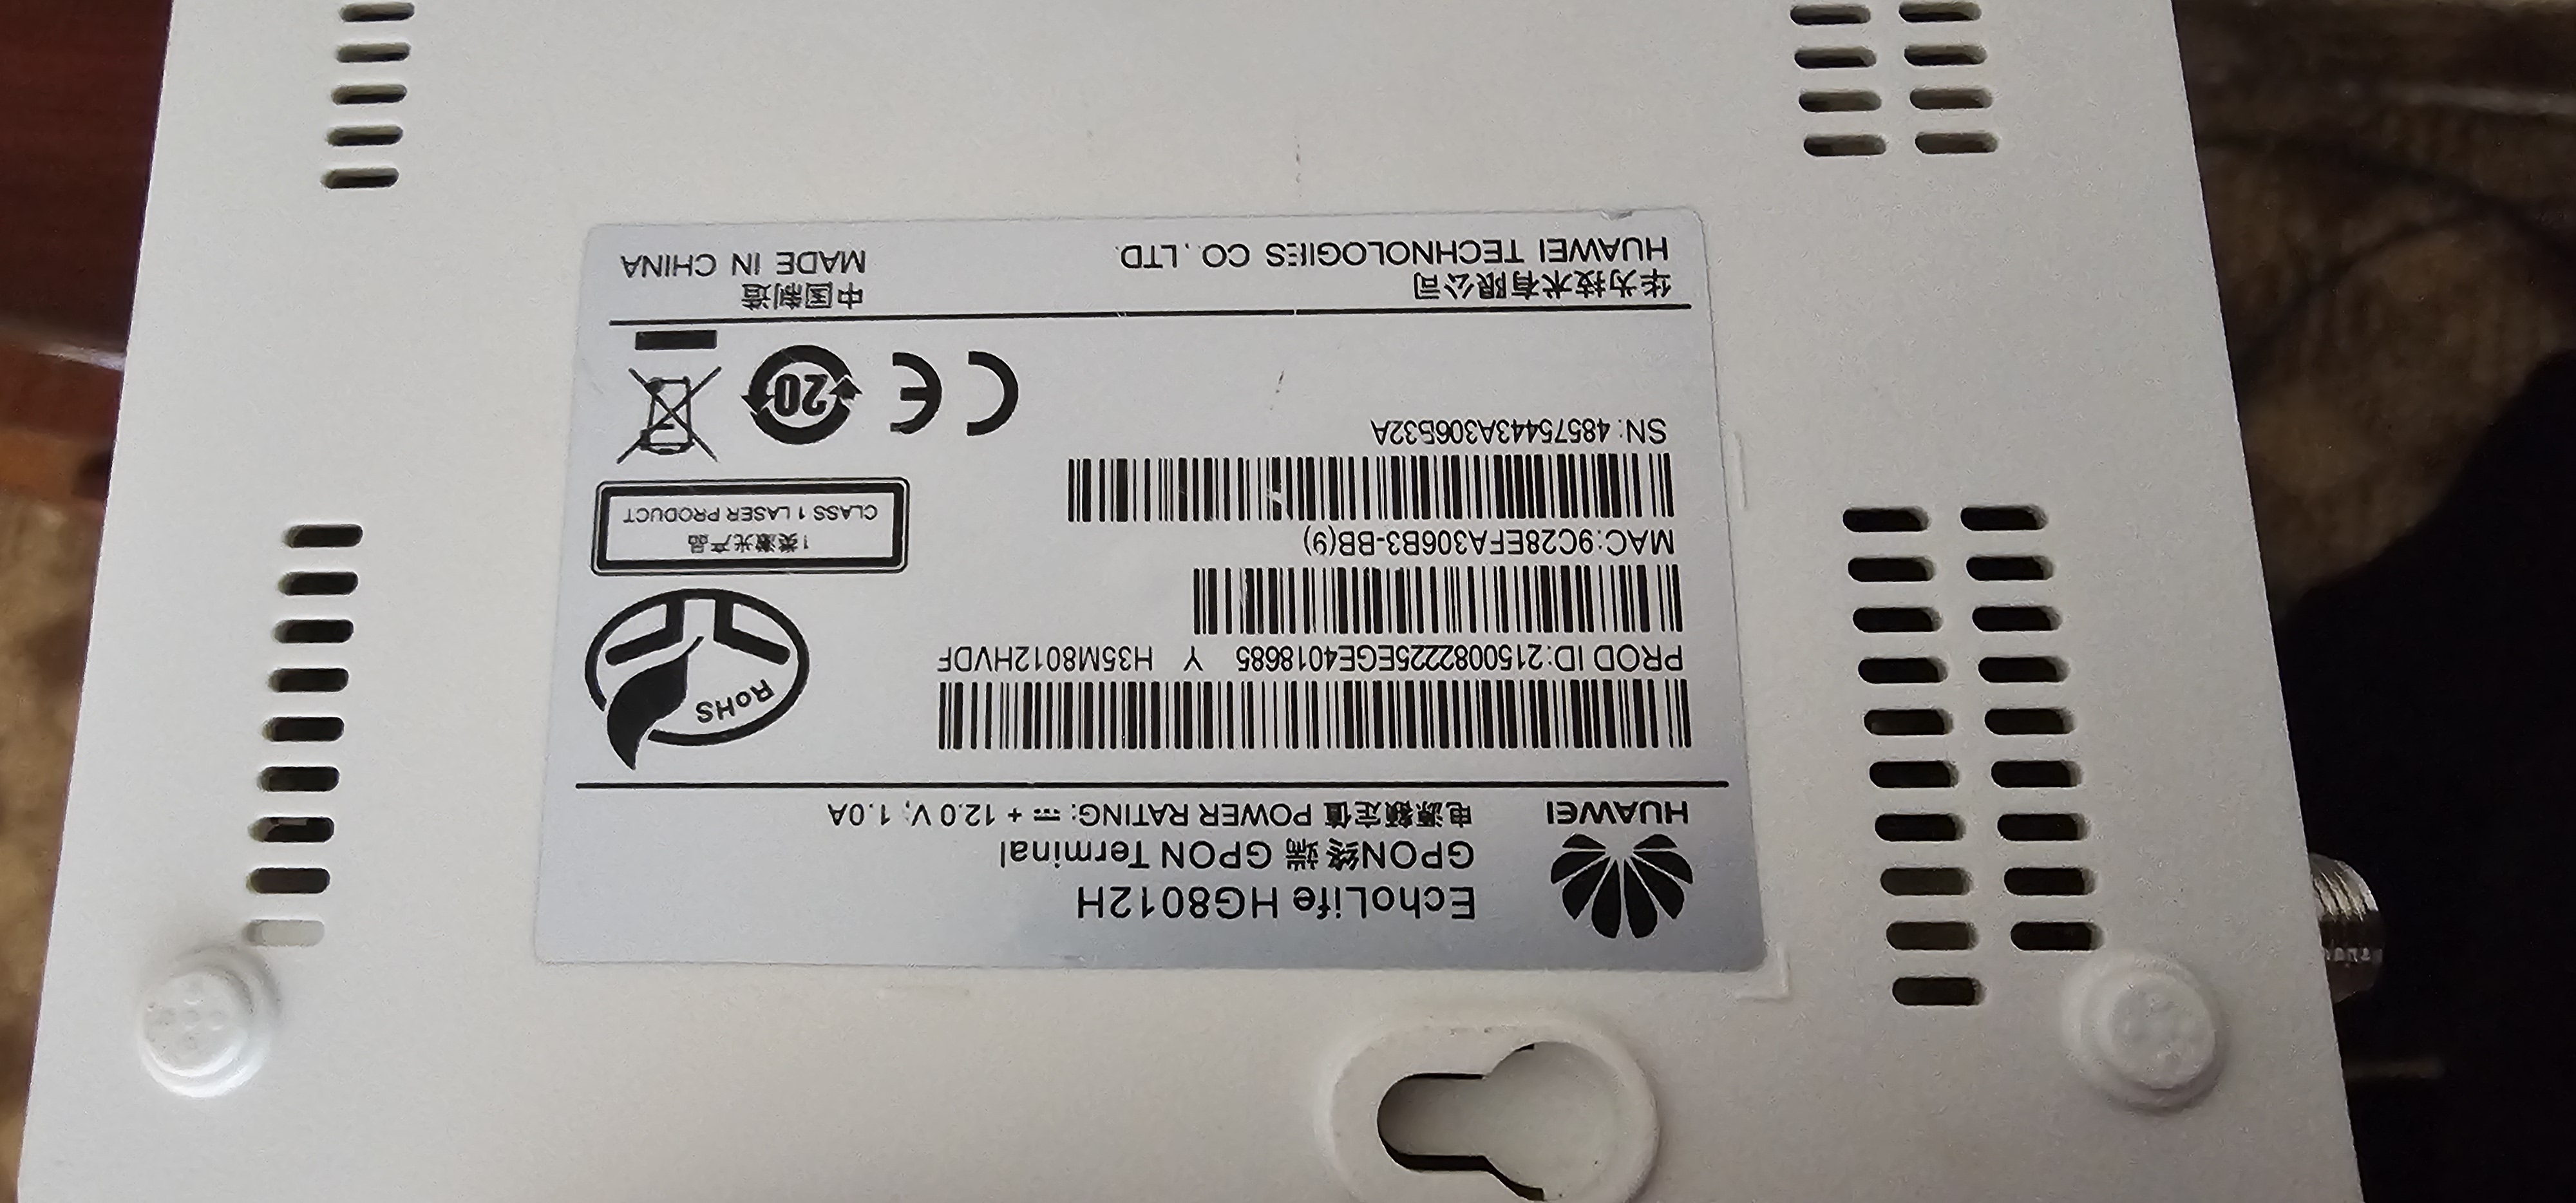 EchoLife HG8012H
GPON终端 GPON Terminal
电源额定值 POWER RATING: ⎓ + 12.0 V; 1.0A
HUAWEI
PROD ID:2150082225EGE4018685 Y H35M8012HVDF
MAC:9C28EFA306B3-BB(9)
SN: 48575443A306B32A
RoHS
1类激光产品
CLASS 1 LASER PRODUCT
CE
20
华为技术有限公司
HUAWEI TECHNOLOGIES CO., LTD.
中国制造
MADE IN CHINA